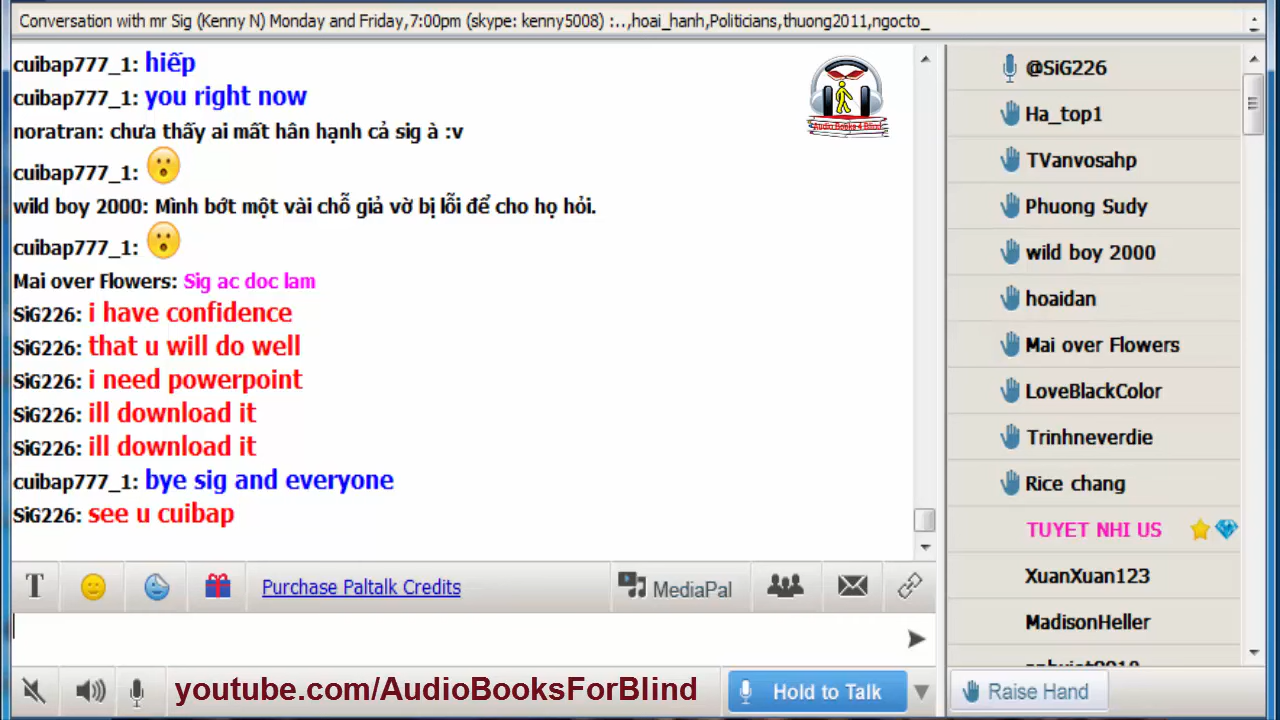 Conversation with mr Sig (Kenny N) Monday and Friday,7:00pm (skype: kenny5008) :..,hoai_hanh,Politicians,thuong2011,ngocto_
cuibap777_1: hiếp
cuibap777_1: you right now
noratran: chưa thấy ai mất hân hạnh cả sig à :v
cuibap777_1:
wild boy 2000: Mình bớt một vài chỗ giả vờ bị lỗi để cho họ hỏi.
cuibap777_1:
Mai over Flowers: Sig ac doc lam
SiG226: i have confidence
SiG226: that u will do well
SiG226: i need powerpoint
SiG226: ill download it
SiG226: ill download it
cuibap777_1: bye sig and everyone
SiG226: see u cuibap
Audio Books 4 Blind
@SiG226
Ha_top1
TVanvosahp
Phuong Sudy
wild boy 2000
hoaidan
Mai over Flowers
LoveBlackColor
Trinhneverdie
Rice chang
TUYET NHI US
XuanXuan123
MadisonHeller
T
Purchase Paltalk Credits
MediaPal
youtube.com/AudioBooksForBlind
Hold to Talk
Raise Hand